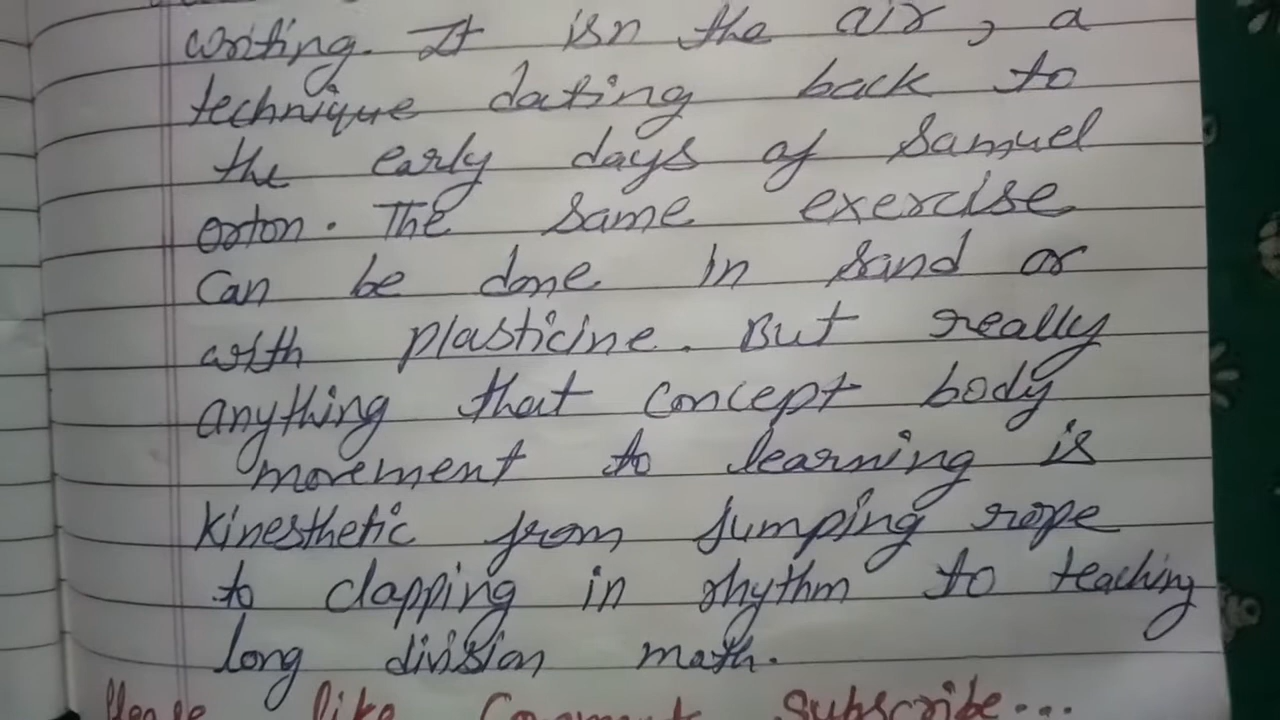 writing. It isn the air, a
technique dating back to
the early days of Samuel
orton. The same exercise
can be done in sand or
with plasticine. But really
anything that concept body
movement to learning is
kinesthetic from jumping rope
to clapping in rhythm to teaching
long division math.
Please like Comment Subscribe...